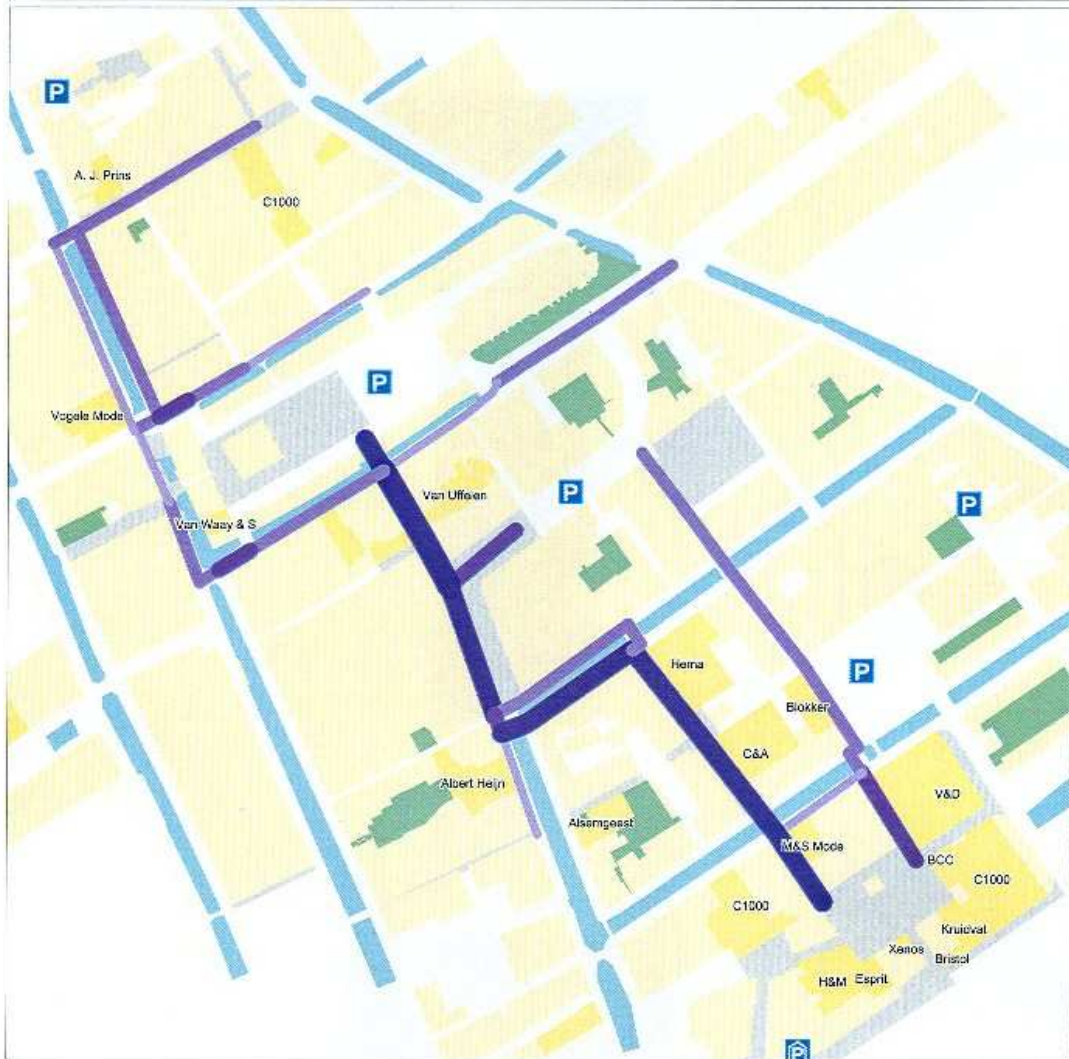 P
A. J. Prins
C1000
P
Vogele Mode
Van Uffelen
P
P
Van Waay & S
Hema
P
Blokker
C&A
Albert Heijn
V&D
Alsemgeest
M&S Mode
BCC
C1000
C1000
Kruidvat
Xenos
Bristol
H&M
Esprit
P